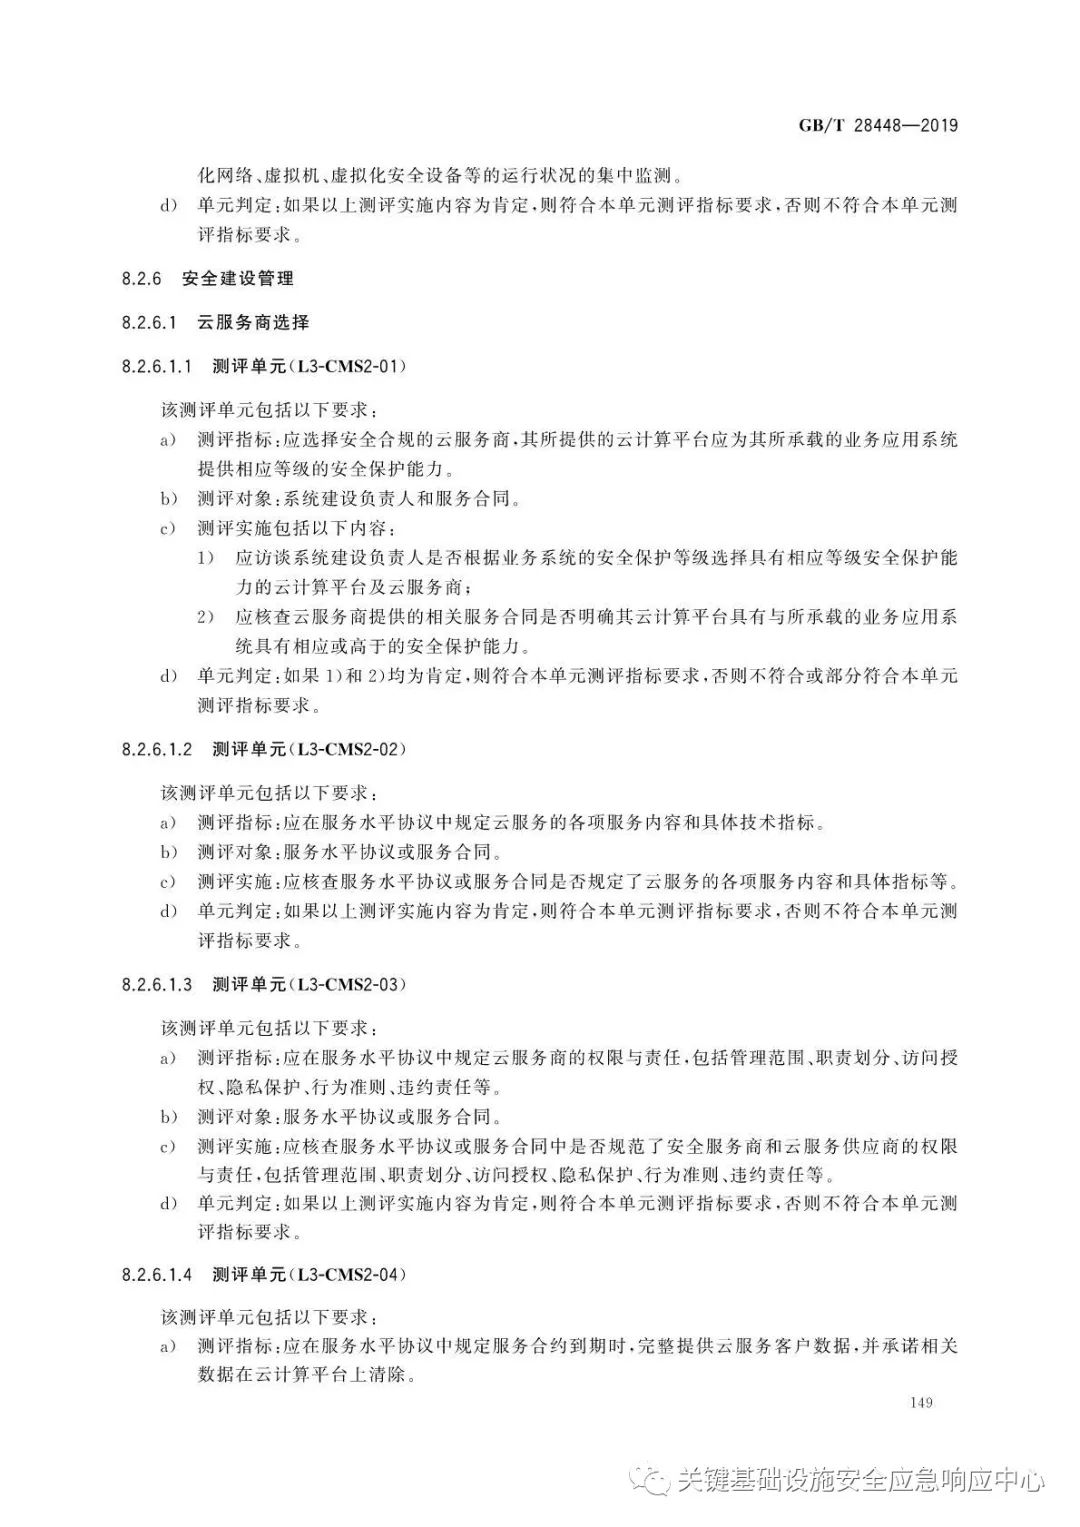 GB/T 28448—2019
化网络、虚拟机、虚拟化安全设备等的运行状况的集中监测。
d） 单元判定：如果以上测评实施内容为肯定，则符合本单元测评指标要求，否则不符合本单元测
评指标要求。
8.2.6 安全建设管理
8.2.6.1 云服务商选择
8.2.6.1.1 测评单元（L3-CMS2-01）
该测评单元包括以下要求：
a） 测评指标：应选择安全合规的云服务商，其所提供的云计算平台应为其所承载的业务应用系统
提供相应等级的安全保护能力。
b） 测评对象：系统建设负责人和服务合同。
c） 测评实施包括以下内容：
1） 应访谈系统建设负责人是否根据业务系统的安全保护等级选择具有相应等级安全保护能
力的云计算平台及云服务商；
2） 应核查云服务商提供的相关服务合同是否明确其云计算平台具有与所承载的业务应用系
统具有相应或高于的安全保护能力。
d） 单元判定：如果 1）和 2）均为肯定，则符合本单元测评指标要求，否则不符合或部分符合本单元
测评指标要求。
8.2.6.1.2 测评单元（L3-CMS2-02）
该测评单元包括以下要求：
a） 测评指标：应在服务水平协议中规定云服务的各项服务内容和具体技术指标。
b） 测评对象：服务水平协议或服务合同。
c） 测评实施：应核查服务水平协议或服务合同是否规定了云服务的各项服务内容和具体指标等。
d） 单元判定：如果以上测评实施内容为肯定，则符合本单元测评指标要求，否则不符合本单元测
评指标要求。
8.2.6.1.3 测评单元（L3-CMS2-03）
该测评单元包括以下要求：
a） 测评指标：应在服务水平协议中规定云服务商的权限与责任，包括管理范围、职责划分、访问授
权、隐私保护、行为准则、违约责任等。
b） 测评对象：服务水平协议或服务合同。
c） 测评实施：应核查服务水平协议或服务合同中是否规范了安全服务商和云服务供应商的权限
与责任，包括管理范围、职责划分、访问授权、隐私保护、行为准则、违约责任等。
d） 单元判定：如果以上测评实施内容为肯定，则符合本单元测评指标要求，否则不符合本单元测
评指标要求。
8.2.6.1.4 测评单元（L3-CMS2-04）
该测评单元包括以下要求：
a） 测评指标：应在服务水平协议中规定服务合约到期时，完整提供云服务客户数据，并承诺相关
数据在云计算平台上清除。
149
关键基础设施安全应急响应中心